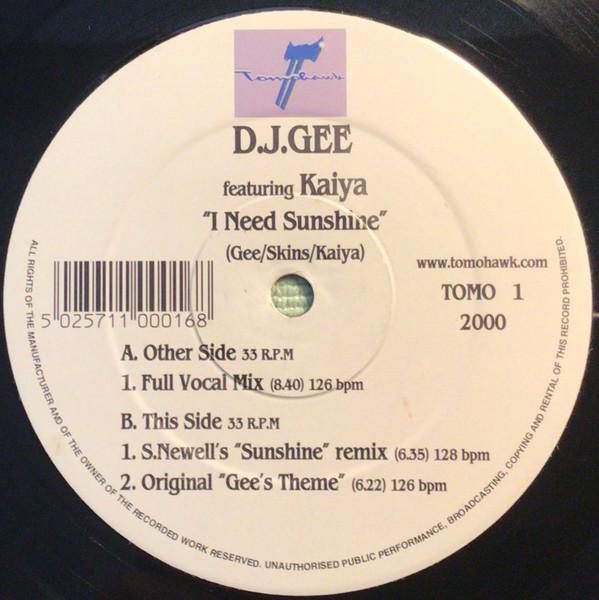 Tomohawk
D.J.GEE
featuring Kaiya
"I Need Sunshine"
(Gee/Skins/Kaiya)
5 025711 000168
www.tomohawk.com
TOMO 1
2000
A. Other Side 33 R.P.M
1. Full Vocal Mix (8.40) 126 bpm
B. This Side 33 R.P.M
1. S.Newell's "Sunshine" remix (6.35) 128 bpm
2. Original "Gee's Theme" (6.22) 126 bpm
ALL RIGHTS OF THE MANUFACTURER AND OF THE OWNER OF THE RECORDED WORK RESERVED. UNAUTHORISED PUBLIC PERFORMANCE, BROADCASTING, COPYING AND RENTAL OF THIS RECORD PROHIBITED.